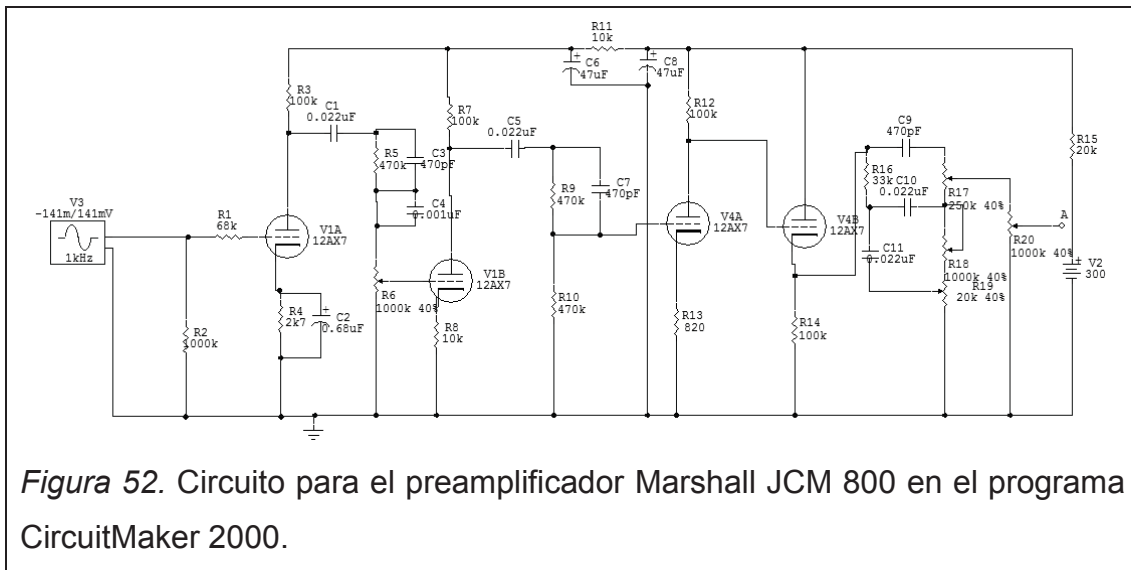 R11
10k
C6
47uF
C8
47uF
R3
100k
C1
0.022uF
R7
100k
C5
0.022uF
R12
100k
C9
470pF
R15
20k
R5
470k
C3
470pF
R16
33k
C10
0.022uF
V3
-141m/141mV
1kHz
R1
68k
V1A
12AX7
C4
0.001uF
R9
470k
C7
470pF
V4A
12AX7
V4B
12AX7
R17
250k 40%
A
R20
1000k 40%
V1B
12AX7
C11
0.022uF
R18
1000k 40%
R19
20k 40%
V2
300
R4
2k7
C2
0.68uF
R6
1000k 40%
R8
10k
R10
470k
R13
820
R14
100k
R2
1000k
Figura 52. Circuito para el preamplificador Marshall JCM 800 en el programa
CircuitMaker 2000.